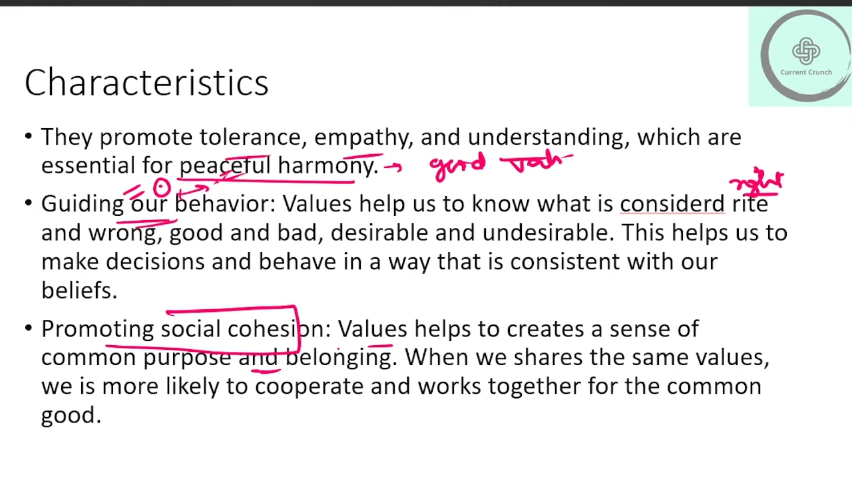 Current Crunch
Characteristics
• They promote tolerance, empathy, and understanding, which are
essential for peaceful harmony. → good
right
• Guiding our behavior: Values help us to know what is considerd rite
and wrong, good and bad, desirable and undesirable. This helps us to
make decisions and behave in a way that is consistent with our
beliefs.
• Promoting social cohesion: Values helps to creates a sense of
common purpose and belonging. When we shares the same values,
we is more likely to cooperate and works together for the common
good.